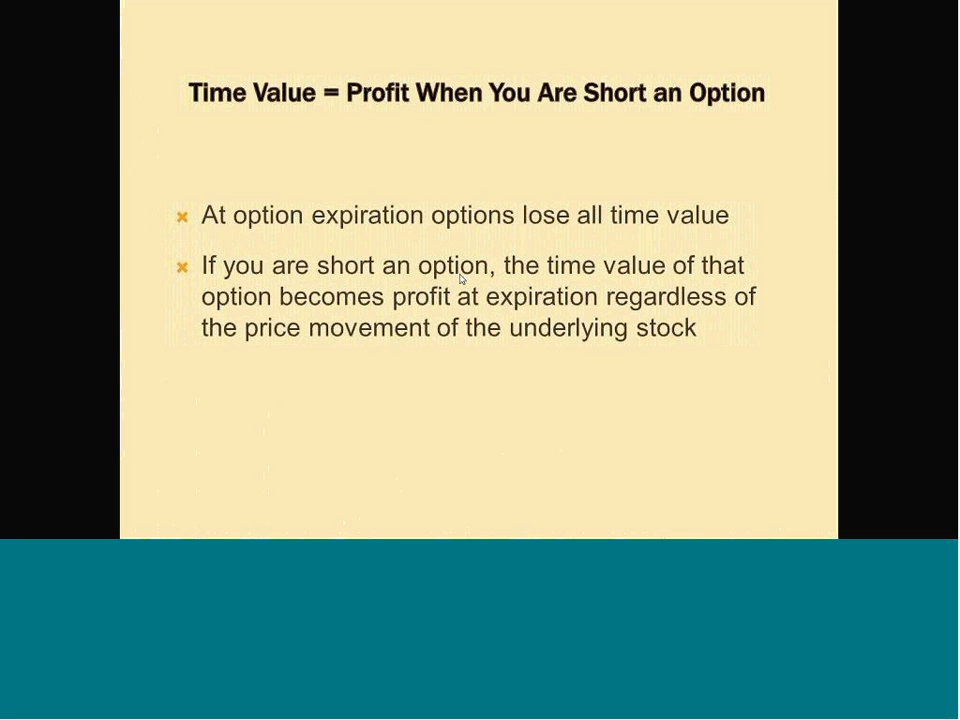 Time Value = Profit When You Are Short an Option
At option expiration options lose all time value
If you are short an option, the time value of that
option becomes profit at expiration regardless of
the price movement of the underlying stock